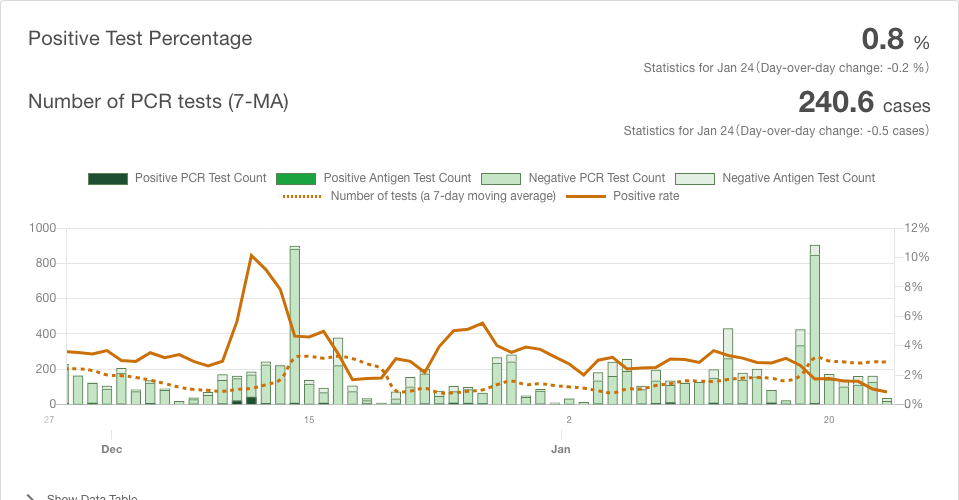 Positive Test Percentage
0.8 %
Statistics for Jan 24(Day-over-day change: -0.2 %)
Number of PCR tests (7-MA)
240.6 cases
Statistics for Jan 24(Day-over-day change: -0.5 cases)
Positive PCR Test Count Positive Antigen Test Count Negative PCR Test Count Negative Antigen Test Count
Number of tests (a 7-day moving average) Positive rate
1000 12%
800 10%
600 8%
400 6%
200 4%
0 2%
0%
27 15 2 20
Dec Jan
Show Data Table